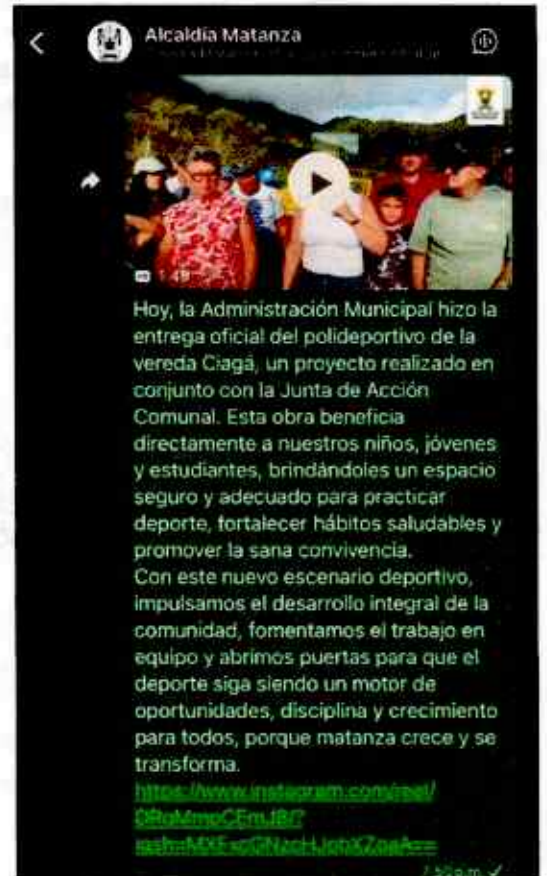 Alcaldía Matanza
Hoy, la Administración Municipal hizo la
entrega oficial del polideportivo de la
vereda Ciagá, un proyecto realizado en
conjunto con la Junta de Acción
Comunal. Esta obra beneficia
directamente a nuestros niños, jóvenes
y estudiantes, brindándoles un espacio
seguro y adecuado para practicar
deporte, fortalecer hábitos saludables y
promover la sana convivencia.
Con este nuevo escenario deportivo,
impulsamos el desarrollo integral de la
comunidad, fomentamos el trabajo en
equipo y abrimos puertas para que el
deporte siga siendo un motor de
oportunidades, disciplina y crecimiento
para todos, porque matanza crece y se
transforma.
https://www.instagram.com/reel/